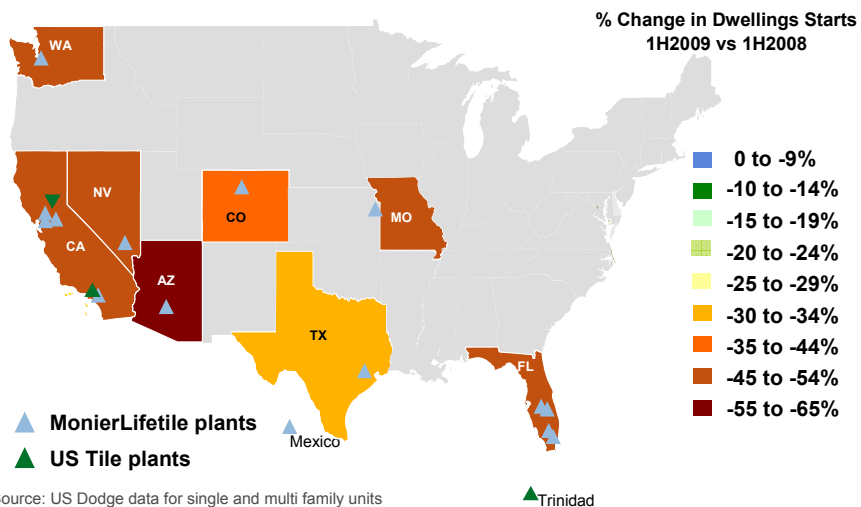 % Change in Dwellings Starts
1H2009 vs 1H2008
WA
NV
CO
MO
CA
AZ
TX
FL
0 to -9%
-10 to -14%
-15 to -19%
-20 to -24%
-25 to -29%
-30 to -34%
-35 to -44%
-45 to -54%
-55 to -65%
MonierLifetile plants
US Tile plants
Mexico
Trinidad
ource: US Dodge data for single and multi family units